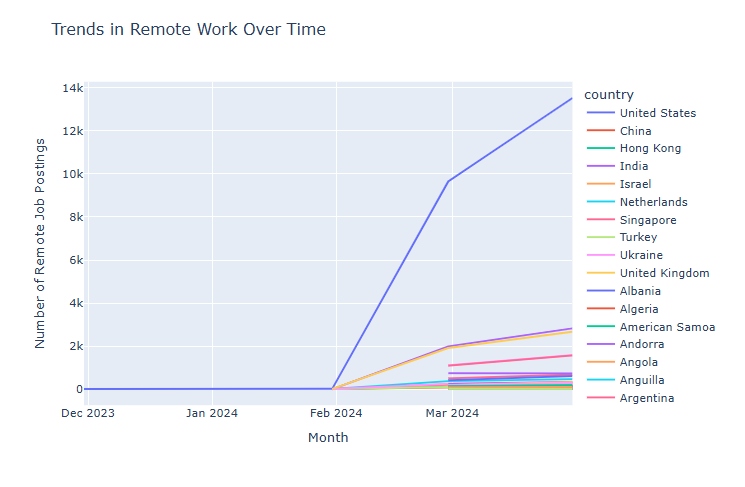 Trends in Remote Work Over Time
Number of Remote Job Postings
14k
12k
10k
8k
6k
4k
2k
0
Dec 2023
Jan 2024
Feb 2024
Mar 2024
Month
country
United States
China
Hong Kong
India
Israel
Netherlands
Singapore
Turkey
Ukraine
United Kingdom
Albania
Algeria
American Samoa
Andorra
Angola
Anguilla
Argentina